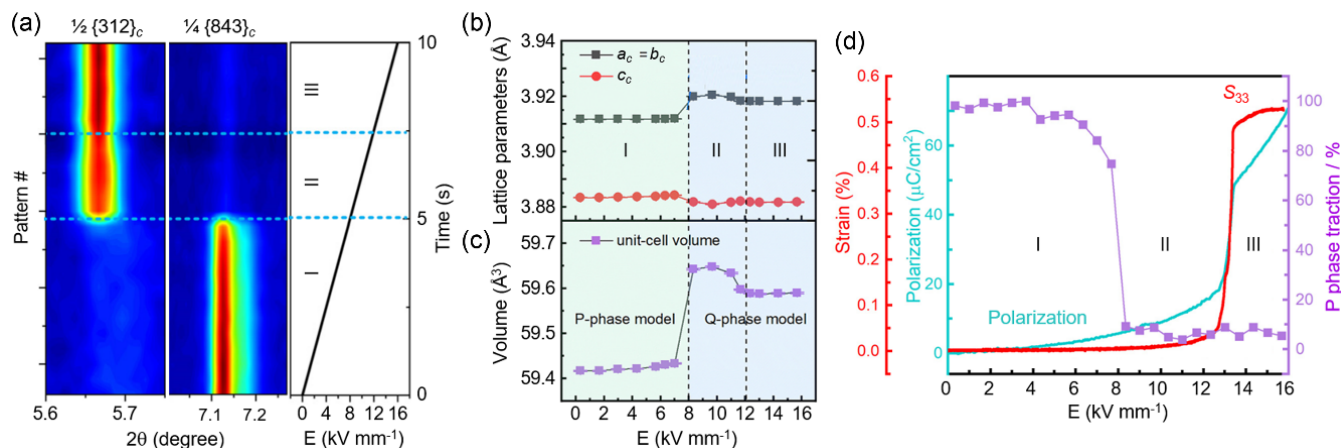 (a)
½ {312}c
¼ {843}c
Pattern #
III
II
I
10
5
0
Time (s)
5.6
5.7
7.1
7.2
2θ (degree)
0 4 8 12 16
E (kV mm⁻¹)
(b)
3.94
3.92
3.90
3.88
Lattice parameters (Å)
ac = bc
cc
I
II
III
(c)
59.7
59.6
59.5
59.4
Volume (Å³)
unit-cell volume
P-phase model
Q-phase model
0 2 4 6 8 10 12 14 16
E (kV mm⁻¹)
(d)
0.6
0.5
0.4
0.3
0.2
0.1
0.0
Strain (%)
60
40
20
0
Polarization (μC/cm²)
S33
I
II
III
Polarization
100
90
80
70
60
50
40
30
20
10
0
P phase traction / %
0 2 4 6 8 10 12 14 16
E (kV mm⁻¹)